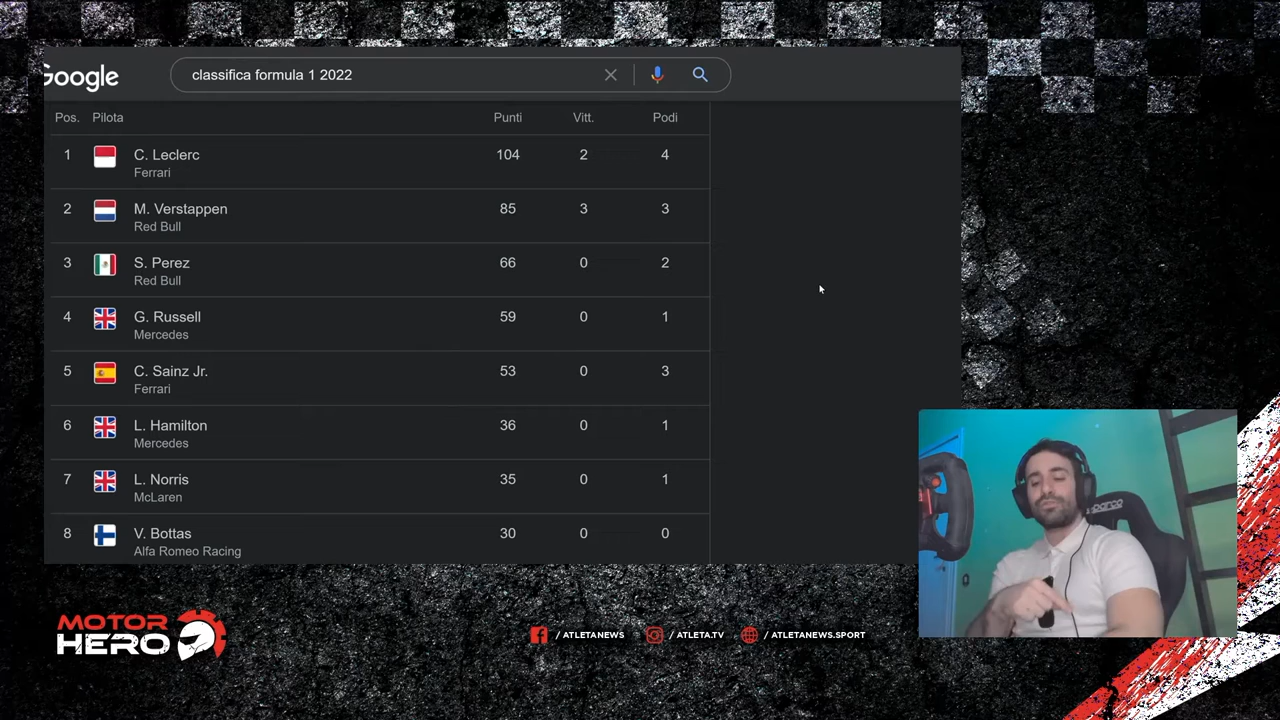 Google
classifica formula 1 2022
Pos. Pilota Punti Vitt. Podi
1 C. Leclerc 104 2 4
Ferrari
2 M. Verstappen 85 3 3
Red Bull
3 S. Perez 66 0 2
Red Bull
4 G. Russell 59 0 1
Mercedes
5 C. Sainz Jr. 53 0 3
Ferrari
6 L. Hamilton 36 0 1
Mercedes
7 L. Norris 35 0 1
McLaren
8 V. Bottas 30 0 0
Alfa Romeo Racing
sparco
MOTOR
HERO
/ ATLETANEWS / ATLETA.TV / ATLETANEWS.SPORT